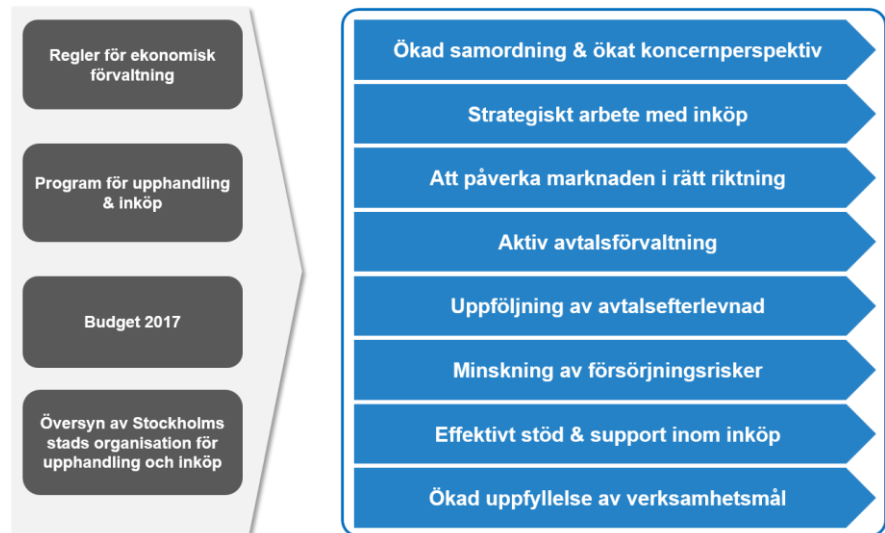 Regler för ekonomisk
förvaltning
Program för upphandling
& inköp
Budget 2017
Översyn av Stockholms
stads organisation för
upphandling och inköp
Ökad samordning & ökat koncernperspektiv
Strategiskt arbete med inköp
Att påverka marknaden i rätt riktning
Aktiv avtalsförvaltning
Uppföljning av avtalsefterlevnad
Minskning av försörjningsrisker
Effektivt stöd & support inom inköp
Ökad uppfyllelse av verksamhetsmål